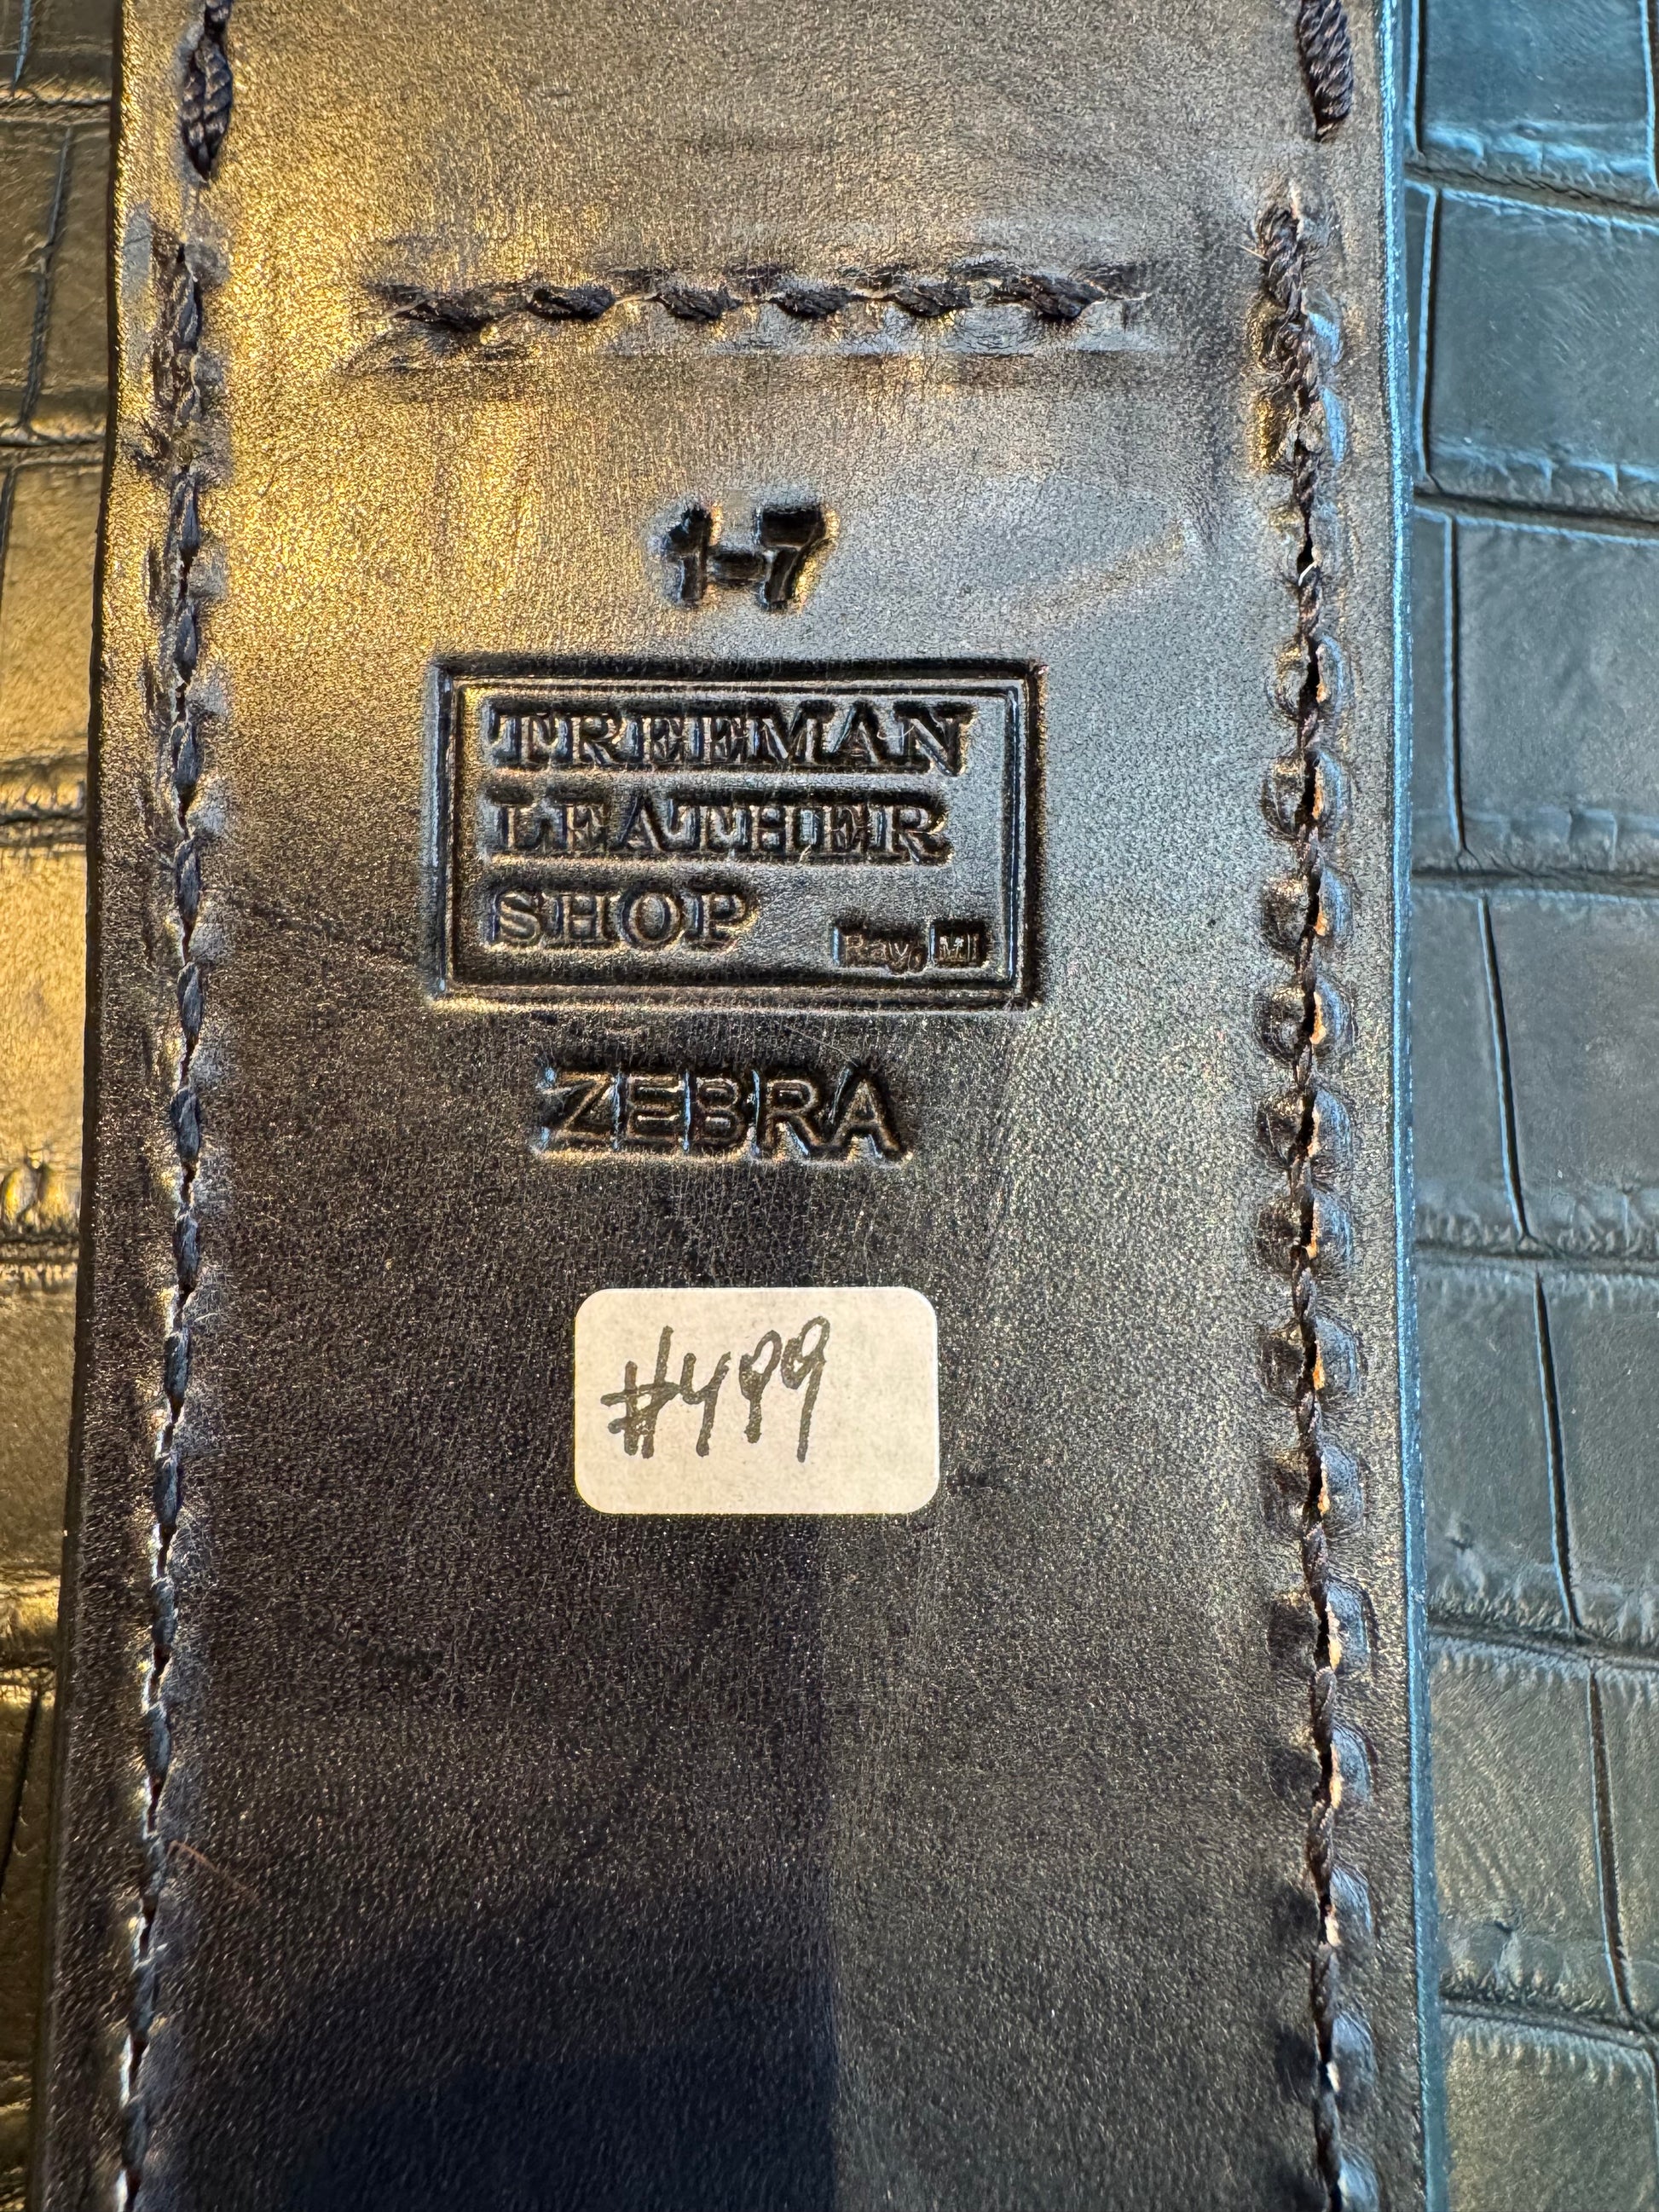 1-7
TREEMAN
LEATHER
SHOP Ray, MI
ZEBRA
#499